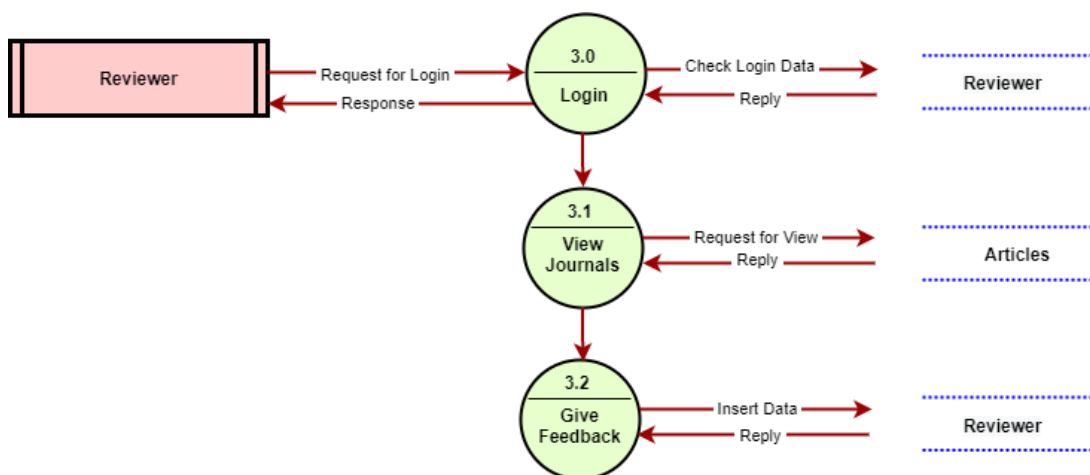 3.0
Reviewer
Request for Login
Check Login Data
Reviewer
Response
Login
Reply
3.1
View
Journals
Request for View
Articles
Reply
3.2
Give
Feedback
Insert Data
Reviewer
Reply